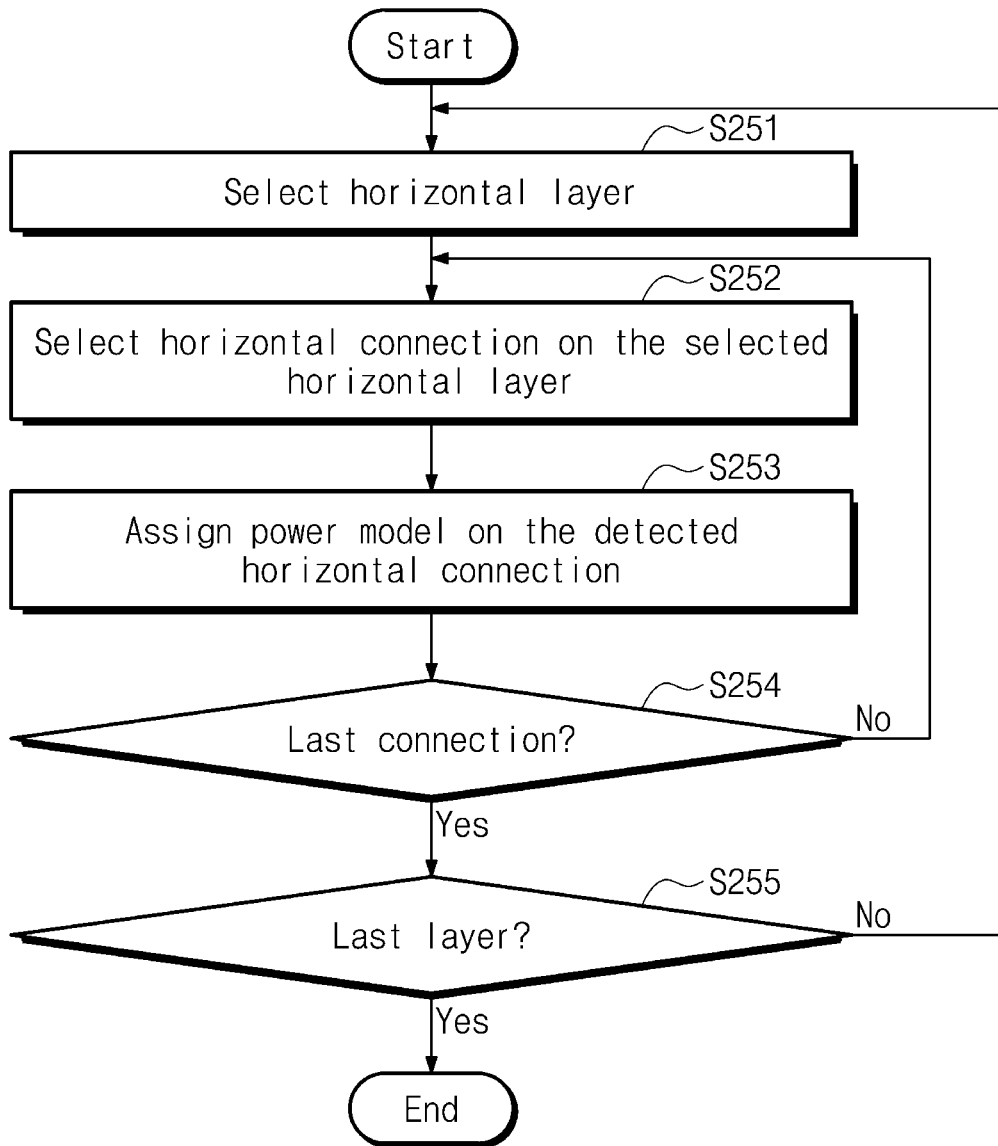 Start
S251
Select horizontal layer
S252
Select horizontal connection on the selected
horizontal layer
S253
Assign power model on the detected
horizontal connection
S254
Last connection?
No
Yes
S255
Last layer?
No
Yes
End